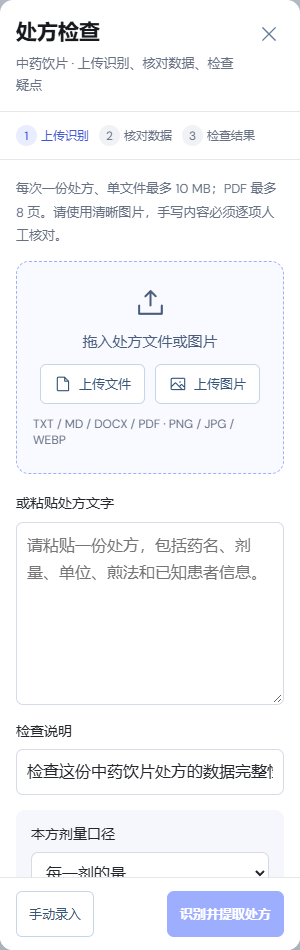 处方检查
中药饮片 · 上传识别、核对数据、检查
疑点
1 上传识别 2 核对数据 3 检查结果
每次一份处方、单文件最多 10 MB；PDF 最多
8 页。请使用清晰图片，手写内容必须逐项人
工核对。
拖入处方文件或图片
上传文件 上传图片
TXT / MD / DOCX / PDF · PNG / JPG /
WEBP
或粘贴处方文字
请粘贴一份处方，包括药名、剂
量、单位、煎法和已知患者信息。
检查说明
检查这份中药饮片处方的数据完整性
本方剂量口径
每一剂的量
手动录入 识别并提取处方